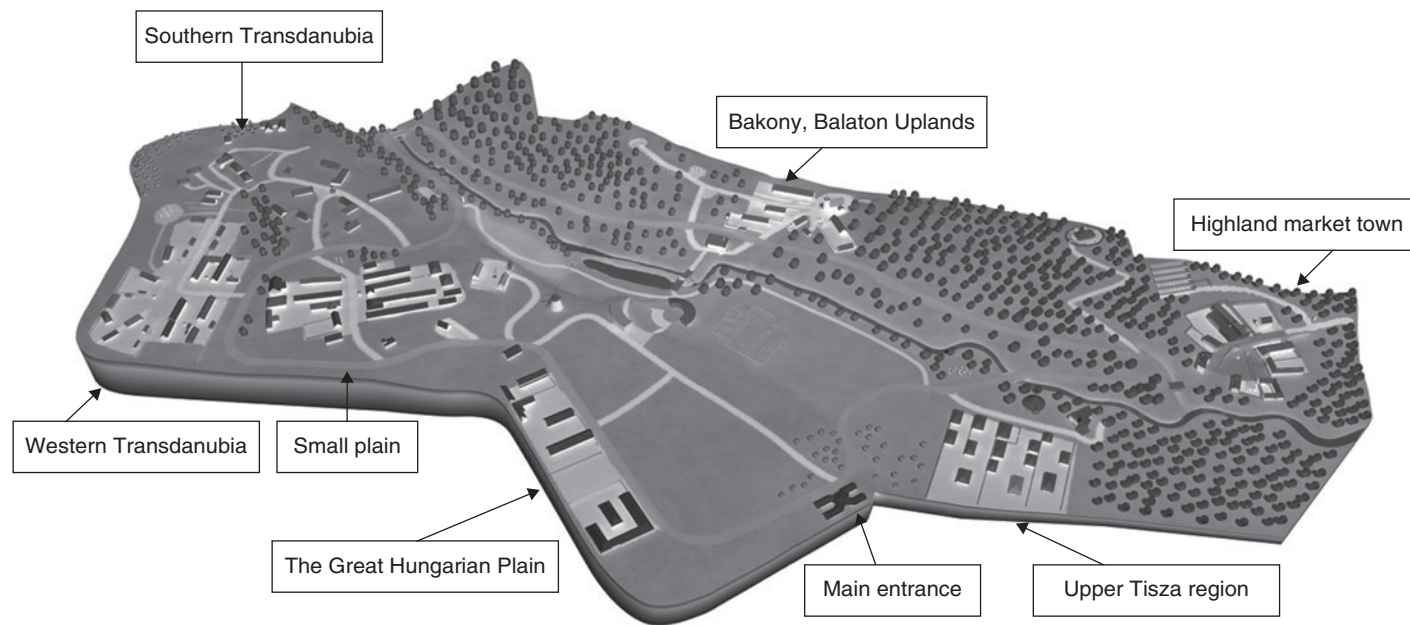 Southern Transdanubia
Bakony, Balaton Uplands
Highland market town
Western Transdanubia
Small plain
The Great Hungarian Plain
Main entrance
Upper Tisza region